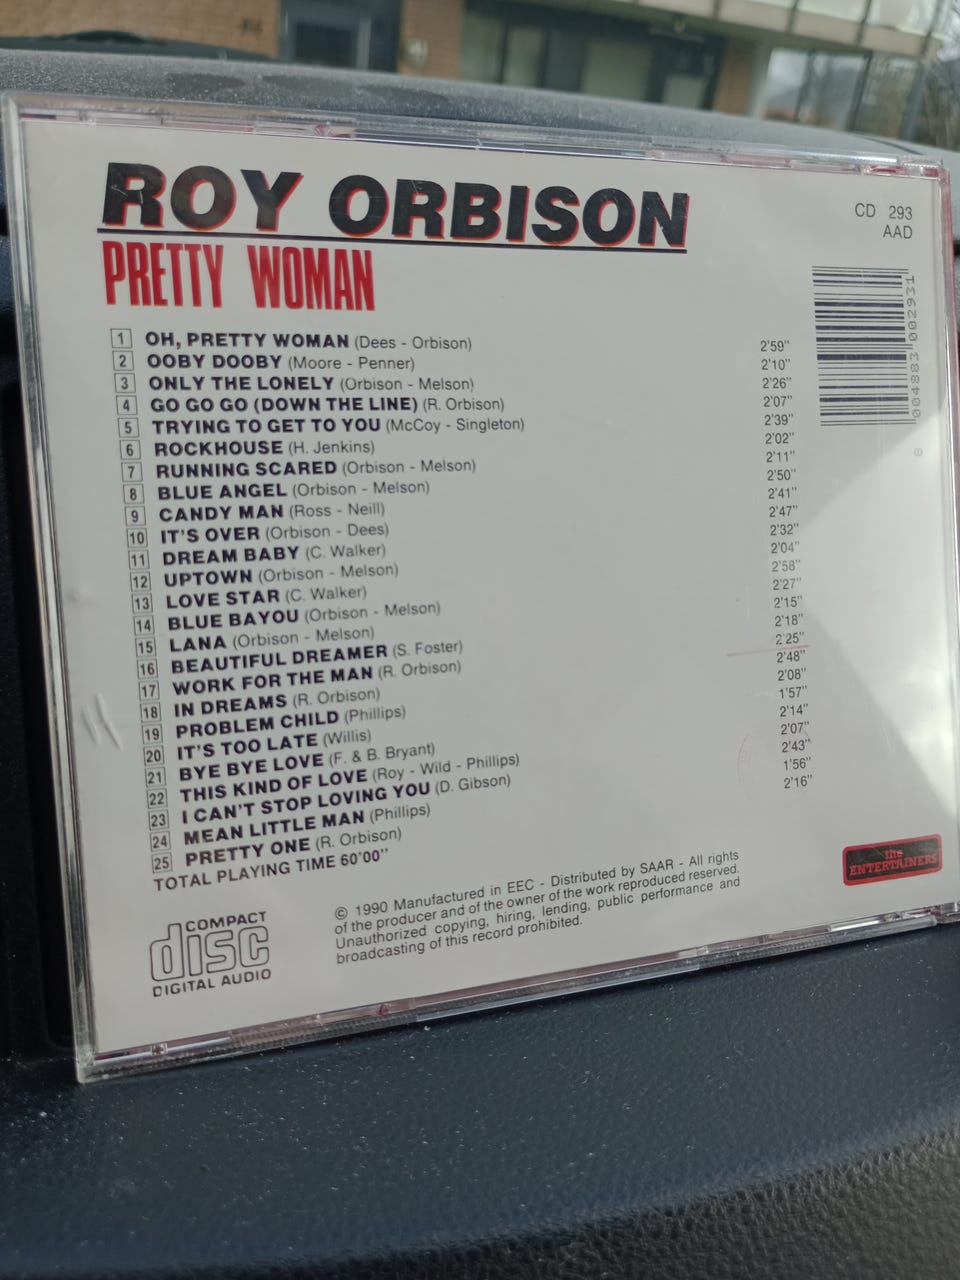 ROY ORBISON
PRETTY WOMAN
CD 293
AAD
8 004883 002931
1 OH, PRETTY WOMAN (Dees - Orbison) 2'59"
2 OOBY DOOBY (Moore - Penner) 2'10"
3 ONLY THE LONELY (Orbison - Melson) 2'26"
4 GO GO GO (DOWN THE LINE) (R. Orbison) 2'07"
5 TRYING TO GET TO YOU (McCoy - Singleton) 2'39"
6 ROCKHOUSE (H. Jenkins) 2'02"
7 RUNNING SCARED (Orbison - Melson) 2'11"
8 BLUE ANGEL (Orbison - Melson) 2'50"
9 CANDY MAN (Ross - Neill) 2'41"
10 IT'S OVER (Orbison - Dees) 2'47"
11 DREAM BABY (C. Walker) 2'32"
12 UPTOWN (Orbison - Melson) 2'04"
13 LOVE STAR (C. Walker) 2'58"
14 BLUE BAYOU (Orbison - Melson) 2'27"
15 LANA (Orbison - Melson) 2'15"
16 BEAUTIFUL DREAMER (S. Foster) 2'18"
17 WORK FOR THE MAN (R. Orbison) 2'25"
18 IN DREAMS (R. Orbison) 2'48"
19 PROBLEM CHILD (Phillips) 2'08"
20 IT'S TOO LATE (Willis) 1'57"
21 BYE BYE LOVE (F. & B. Bryant) 2'14"
22 THIS KIND OF LOVE (Roy - Wild - Phillips) 2'07"
23 I CAN'T STOP LOVING YOU (D. Gibson) 2'43"
24 MEAN LITTLE MAN (Phillips) 1'56"
25 PRETTY ONE (R. Orbison) 2'16"
TOTAL PLAYING TIME 60'00"
COMPACT
disc
DIGITAL AUDIO
© 1990 Manufactured in EEC - Distributed by SAAR - All rights
of the producer and of the owner of the work reproduced reserved.
Unauthorized copying, hiring, lending, public performance and
broadcasting of this record prohibited.
the
ENTERTAINERS